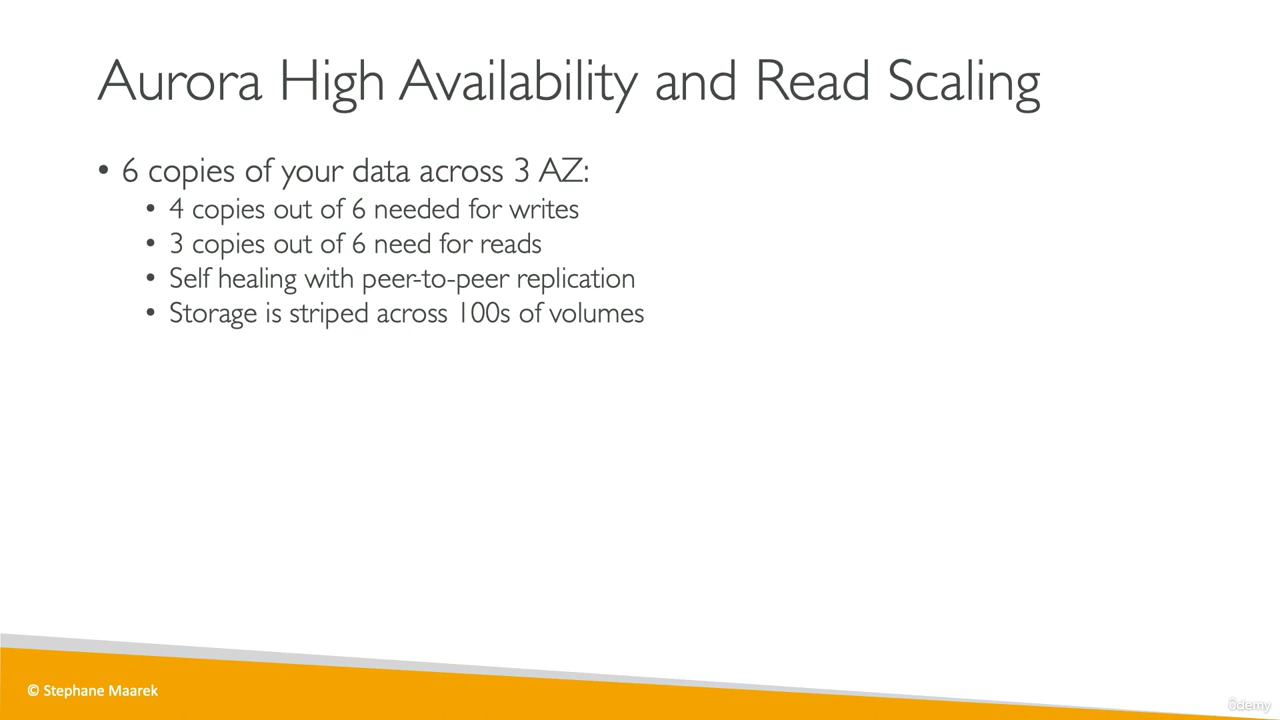 Aurora High Availability and Read Scaling
• 6 copies of your data across 3 AZ:
• 4 copies out of 6 needed for writes
• 3 copies out of 6 need for reads
• Self healing with peer-to-peer replication
• Storage is striped across 100s of volumes
© Stephane Maarek
ûdemy